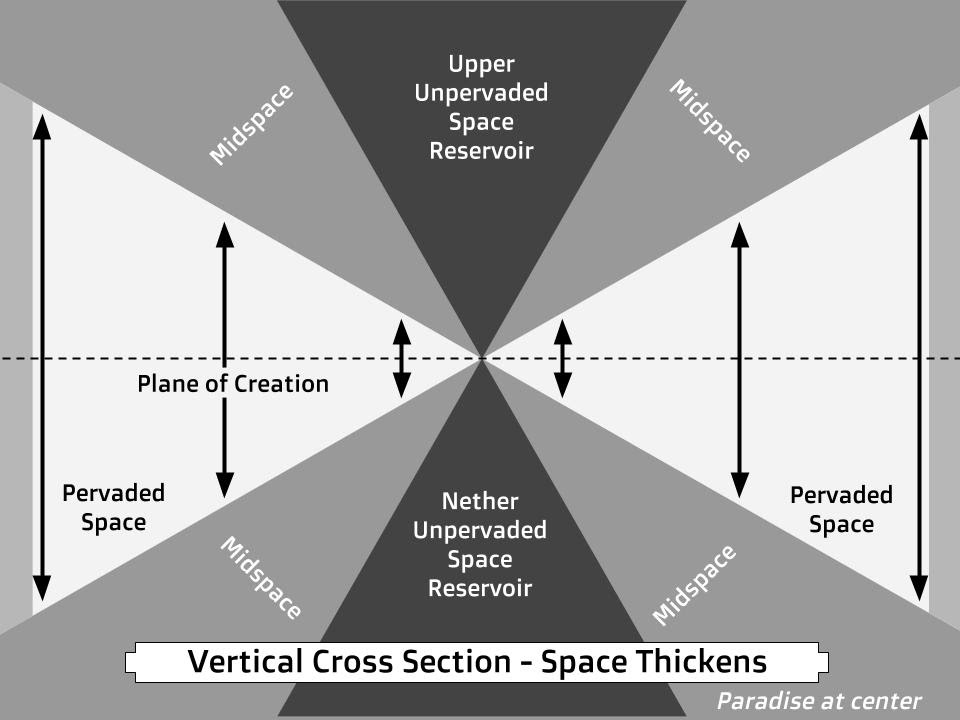 Upper
Unpervaded
Space
Reservoir
Midspace
Midspace
Plane of Creation
Pervaded
Space
Pervaded
Space
Nether
Unpervaded
Space
Reservoir
Midspace
Midspace
Vertical Cross Section - Space Thickens
Paradise at center